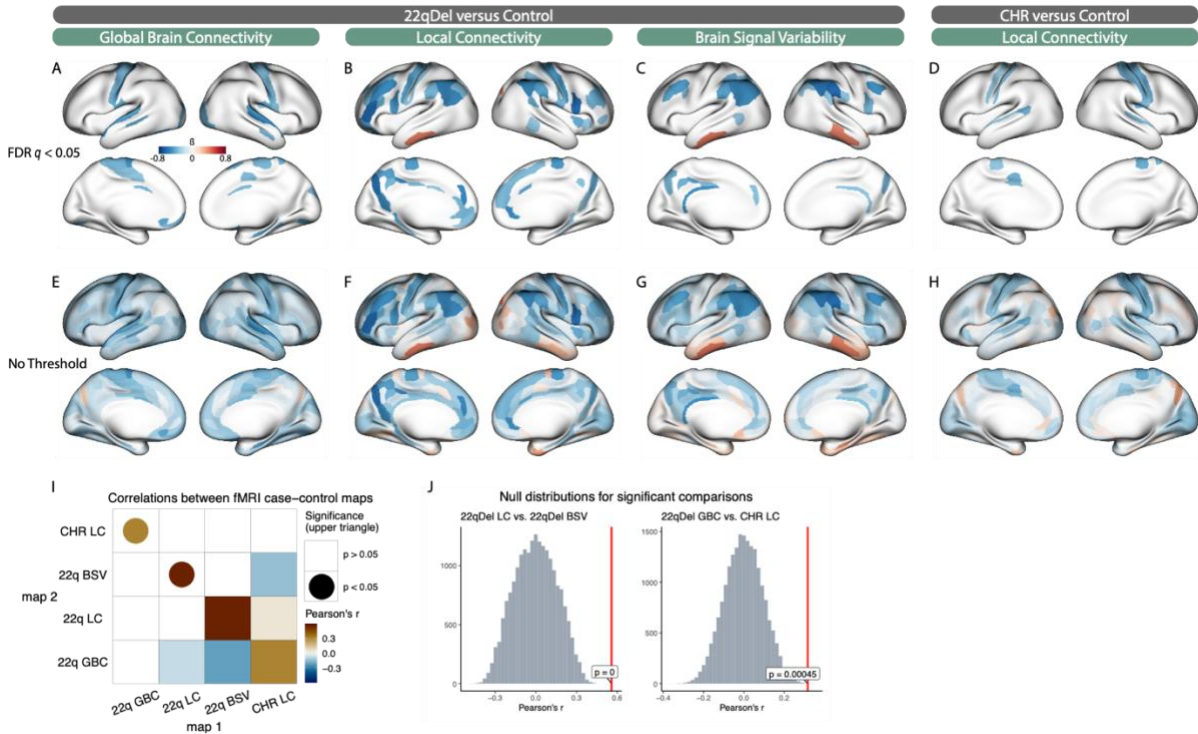 22qDel versus Control
CHR versus Control
Global Brain Connectivity
Local Connectivity
Brain Signal Variability
Local Connectivity
A
B
C
D
FDR q < 0.05
ß
-0.8 0 0.8
E
F
G
H
No Threshold
I
Correlations between fMRI case−control maps
CHR LC
22q BSV
map 2
22q LC
22q GBC
22q GBC
22q LC
22q BSV
CHR LC
map 1
Significance
(upper triangle)
p > 0.05
p < 0.05
Pearson's r
0.3
0.0
−0.3
J
Null distributions for significant comparisons
22qDel LC vs. 22qDel BSV
1000
500
0
p = 0
−0.3 0.0 0.3 0.6
Pearson's r
22qDel GBC vs. CHR LC
1500
1000
500
0
p = 0.00045
−0.4 −0.2 0.0 0.2
Pearson's r